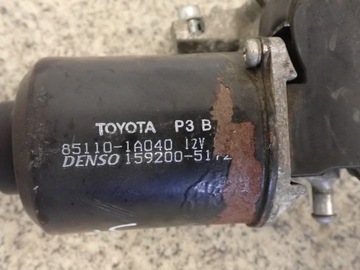 TOYOTA P3 B
85110-1A040 12V
DENSO 159200-5172